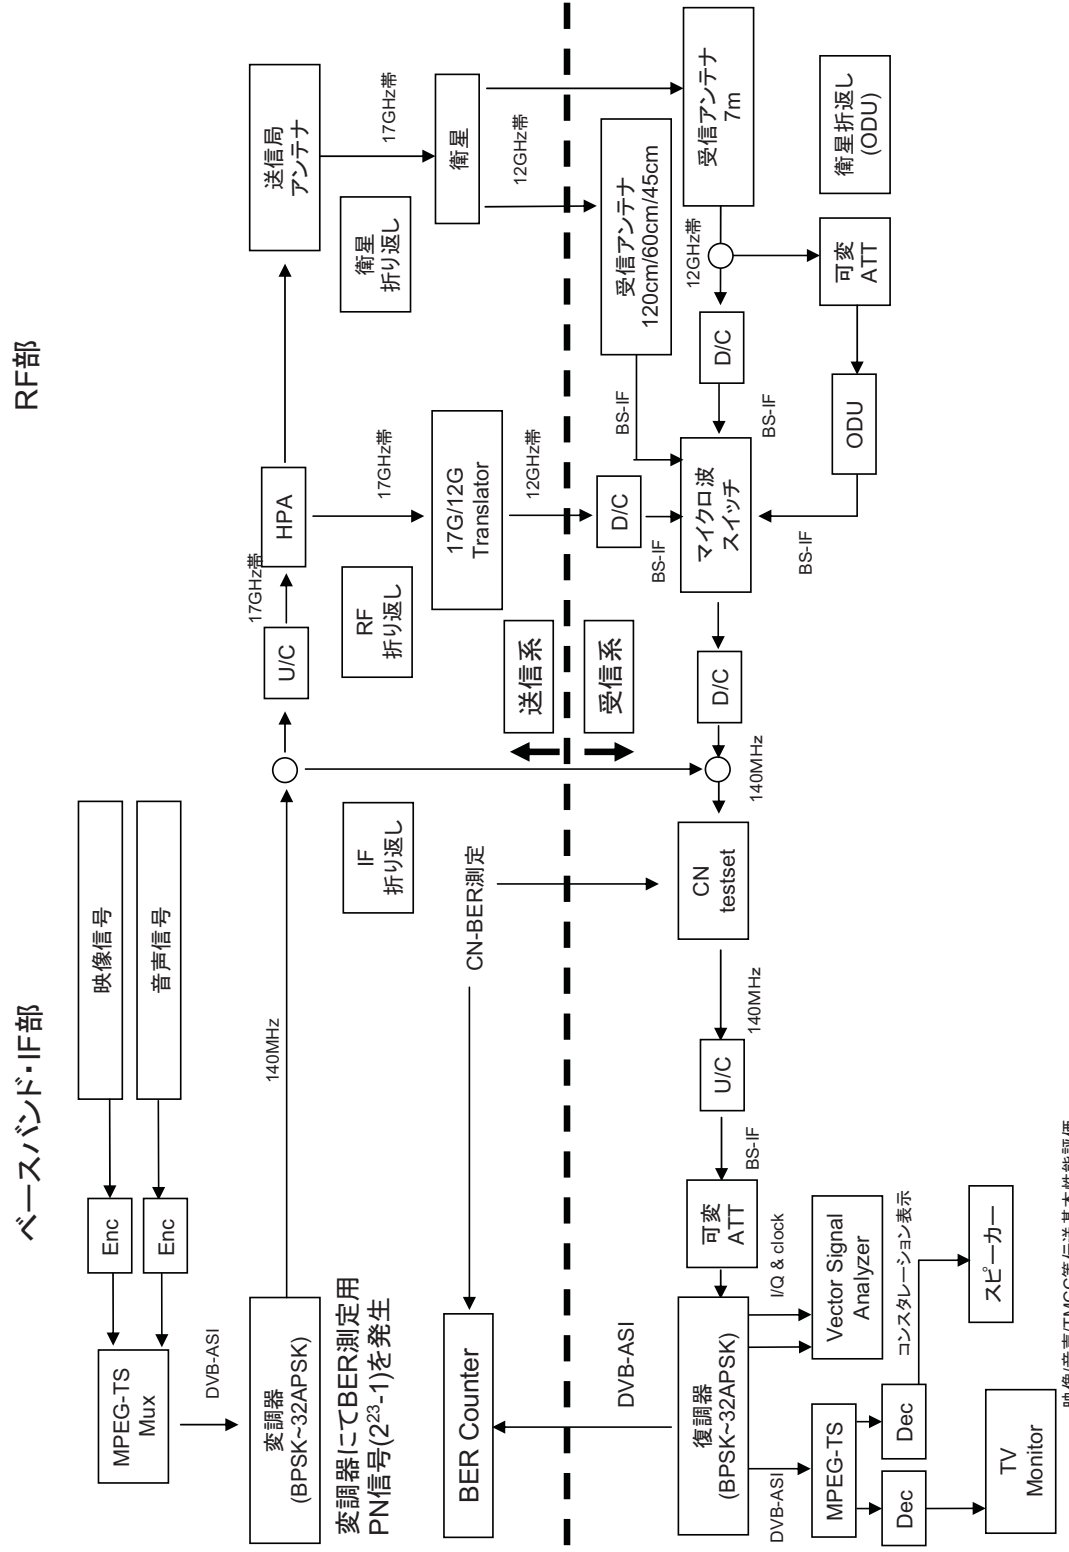 ベースバンド・IF部
RF部
映像信号
音声信号
Enc
Enc
MPEG-TS
Mux
DVB-ASI
変調器
(BPSK~32APSK)
変調器にてBER測定用
PN信号(2²³-1)を発生
140MHz
U/C
17GHz帯
HPA
送信局
アンテナ
IF
折り返し
RF
折り返し
衛星
折り返し
17GHz帯
17GHz帯
17G/12G
Translator
衛星
12GHz帯
12GHz帯
CN-BER測定
BER Counter
送信系
受信系
受信アンテナ
120cm/60cm/45cm
受信アンテナ
7m
12GHz帯
D/C
BS-IF
BS-IF
D/C
BS-IF
マイクロ波
スイッチ
BS-IF
ODU
可変
ATT
衛星折返し
(ODU)
D/C
140MHz
CN
testset
140MHz
U/C
BS-IF
可変
ATT
DVB-ASI
復調器
(BPSK~32APSK)
I/Q & clock
Vector Signal
Analyzer
コンスタレーション表示
DVB-ASI
MPEG-TS
Dec
Dec
スピーカー
TV
Monitor